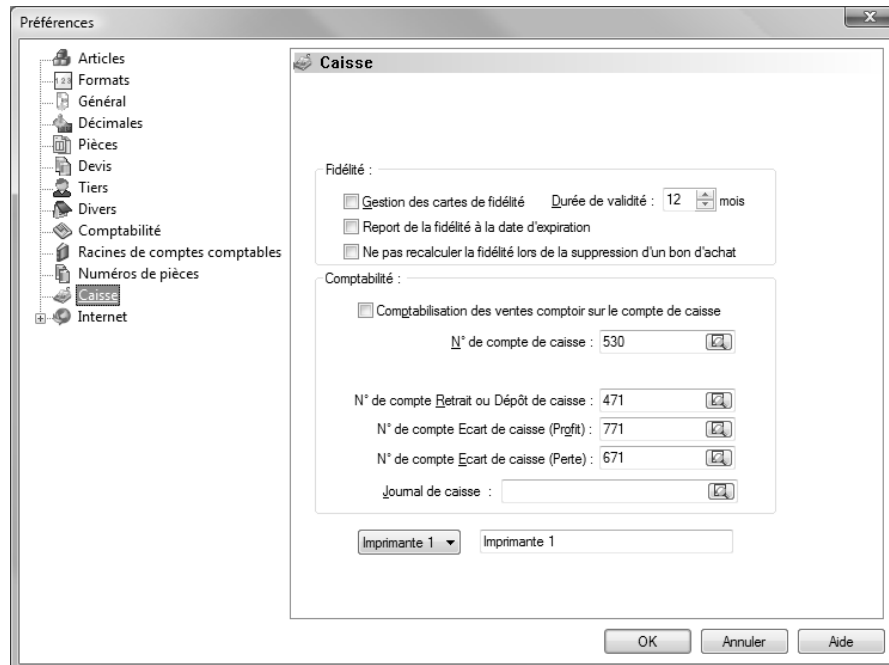 Préférences
Articles
Formats
Général
Décimales
Pièces
Devis
Tiers
Divers
Comptabilité
Racines de comptes comptables
Numéros de pièces
Caisse
Internet
Caisse
Fidélité :
Gestion des cartes de fidélité Durée de validité : 12 mois
Report de la fidélité à la date d'expiration
Ne pas recalculer la fidélité lors de la suppression d'un bon d'achat
Comptabilité :
Comptabilisation des ventes comptoir sur le compte de caisse
N° de compte de caisse : 530
N° de compte Retrait ou Dépôt de caisse : 471
N° de compte Ecart de caisse (Profit) : 771
N° de compte Ecart de caisse (Perte) : 671
Journal de caisse :
Imprimante 1 Imprimante 1
OK Annuler Aide